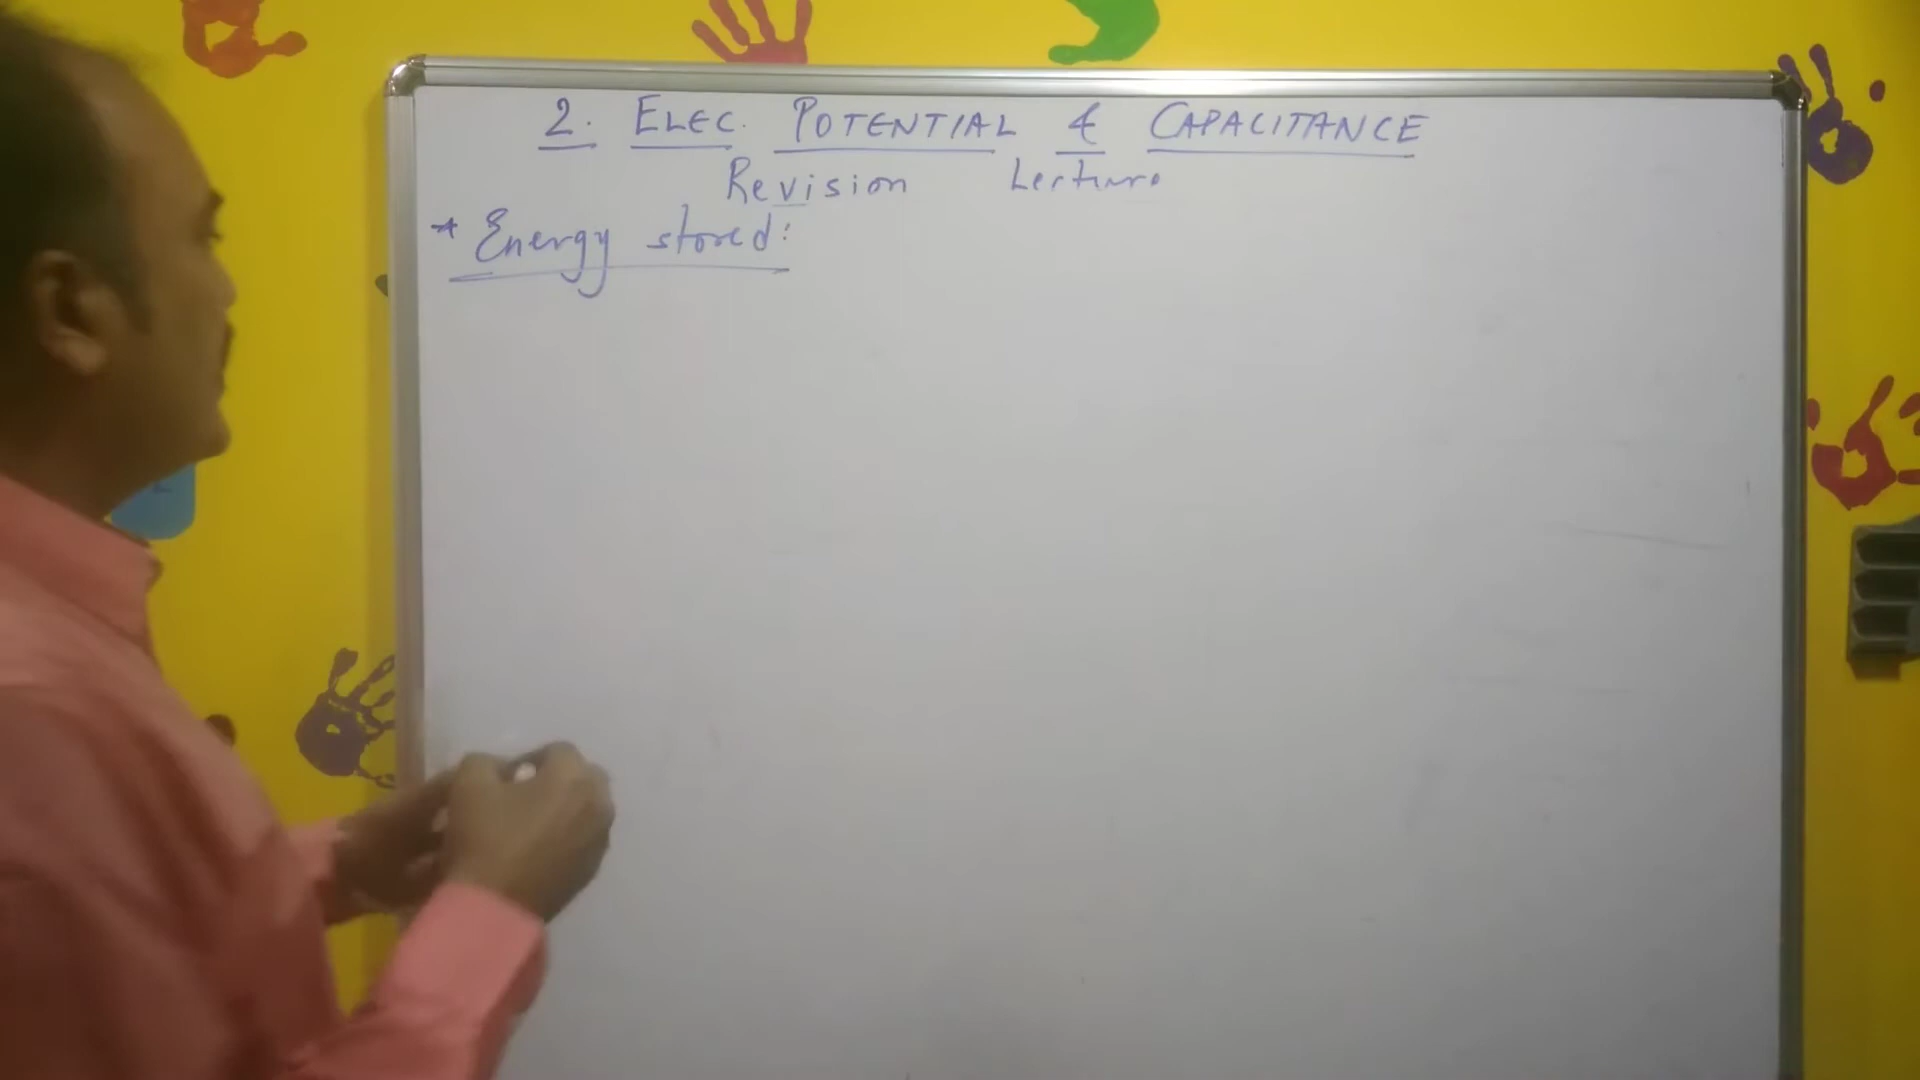 2. ELEC. POTENTIAL & CAPACITANCE
Revision Lecture
* Energy stored: